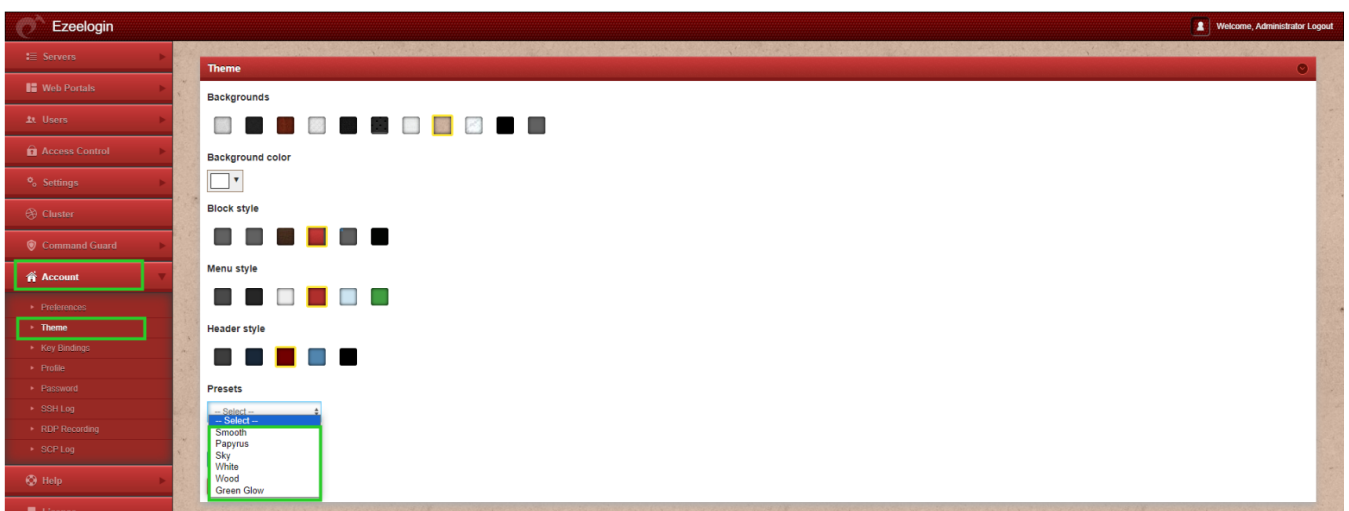 Ezeelogin
Welcome, Administrator Logout
Servers
Web Portals
Users
Access Control
Settings
Cluster
Command Guard
Account
Preferences
Theme
Key Bindings
Profile
Password
SSH Log
RDP Recording
SCP Log
Help
License
Theme
Backgrounds
Background color
Block style
Menu style
Header style
Presets
-- Select --
-- Select --
Smooth
Papyrus
Sky
White
Wood
Green Glow